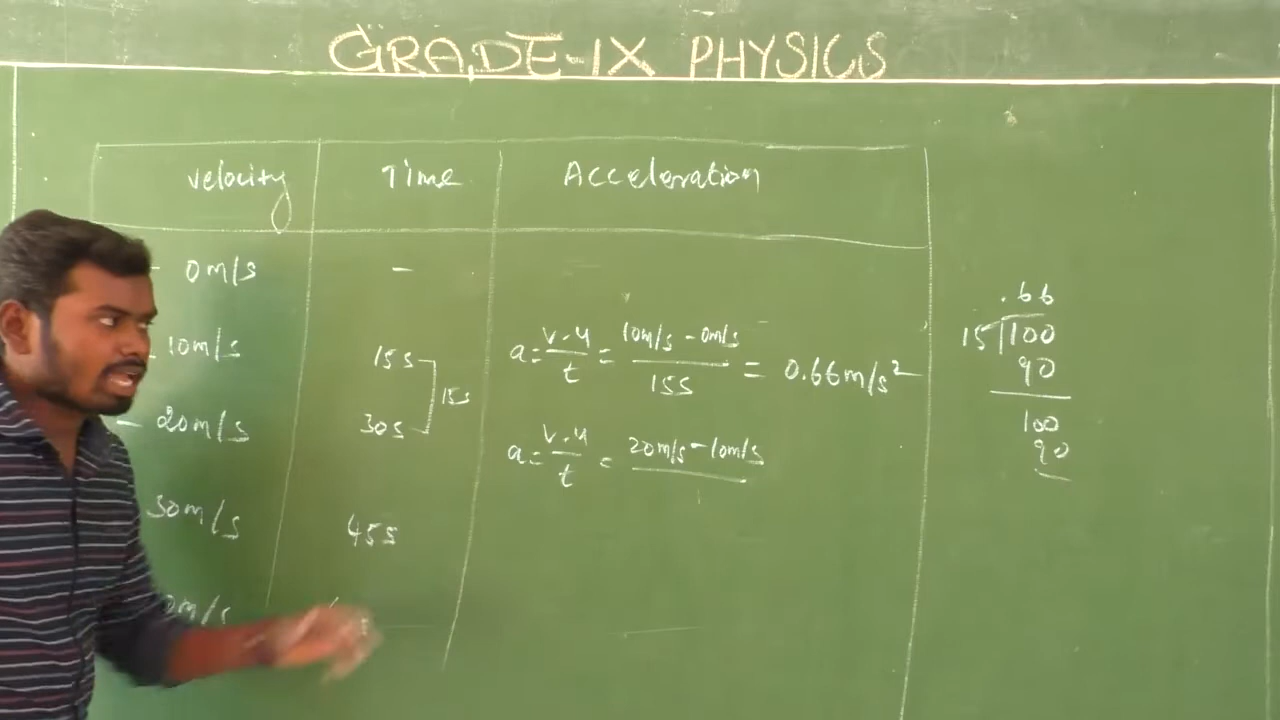 GRADE-IX PHYSICS
Velocity Time Acceleration
- 0m/s -
- 10m/s 15s a = v-u/t = 10m/s - 0m/s / 15s = 0.66m/s²
15s
- 20m/s 30s a = v-u/t = 20m/s - 10m/s
30m/s 45s
0m/s
.66
15 100
90
100
90